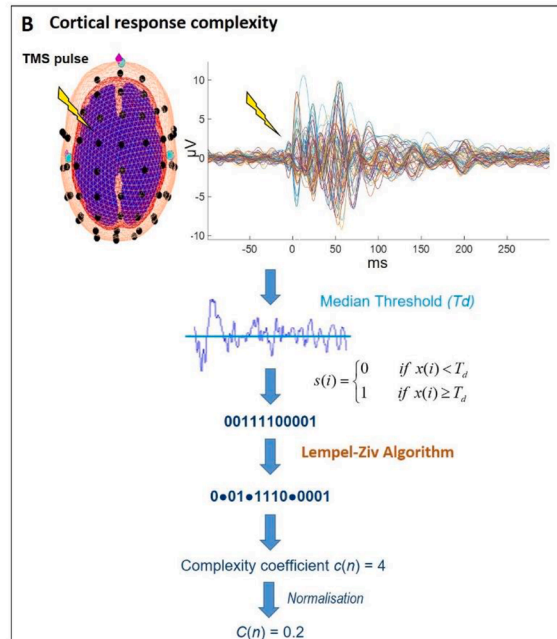 B Cortical response complexity
TMS pulse
10
5
0
-5
-10
µV
-50 0 50 100 150 200 250
ms
Median Threshold (Td)
s(i) = {0 if x(i) < T_d
1 if x(i) ≥ T_d
00111100001
Lempel-Ziv Algorithm
0●01●1110●0001
Complexity coefficient c(n) = 4
Normalisation
C(n) = 0.2